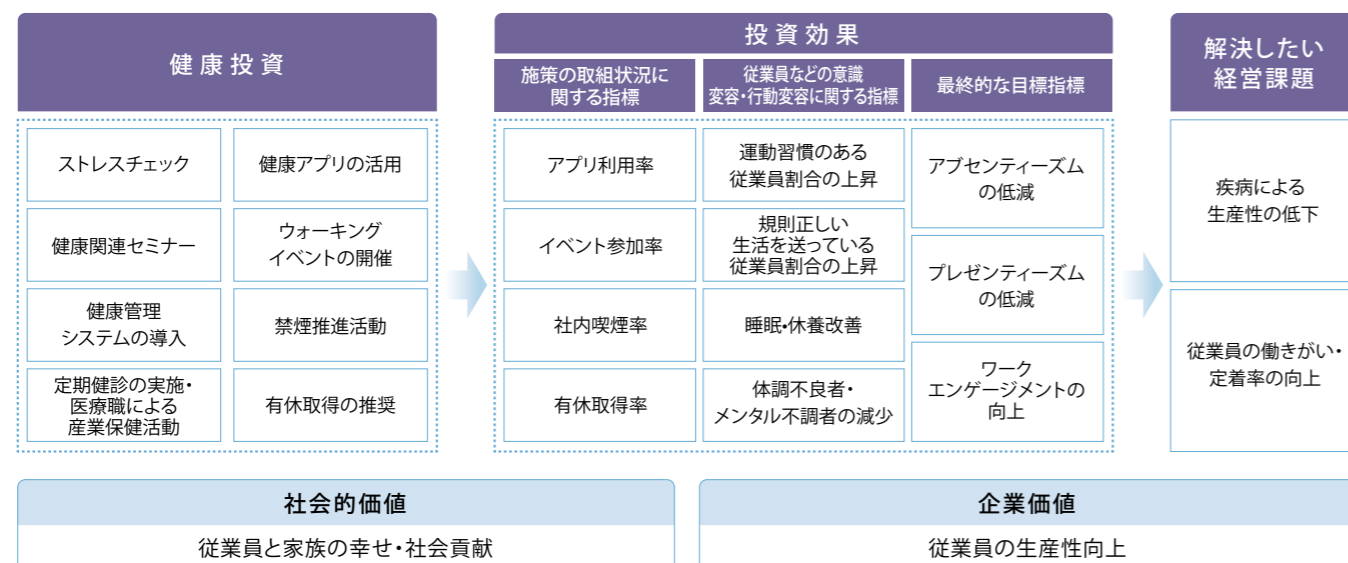 健康投資
ストレスチェック
健康アプリの活用
健康関連セミナー
ウォーキング
イベントの開催
健康管理
システムの導入
禁煙推進活動
定期健診の実施・
医療職による
産業保健活動
有休取得の推奨
投資効果
施策の取組状況に
関する指標
従業員などの意識
変容・行動変容に関する指標
最終的な目標指標
アプリ利用率
イベント参加率
社内喫煙率
有休取得率
運動習慣のある
従業員割合の上昇
規則正しい
生活を送っている
従業員割合の上昇
睡眠・休養改善
体調不良者・
メンタル不調者の減少
アブセンティーズム
の低減
プレゼンティーズム
の低減
ワーク
エンゲージメントの
向上
解決したい
経営課題
疾病による
生産性の低下
従業員の働きがい・
定着率の向上
社会的価値
従業員と家族の幸せ・社会貢献
企業価値
従業員の生産性向上